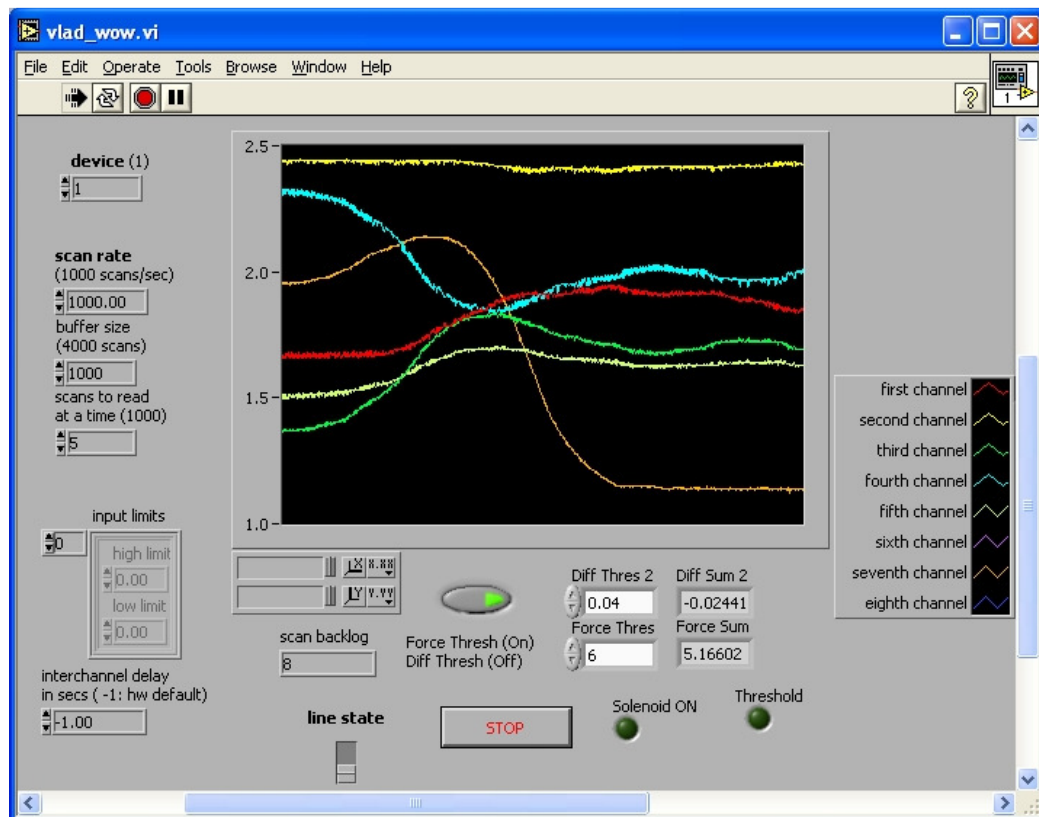 vlad_wow.vi
File Edit Operate Tools Browse Window Help
1
device (1)
1
scan rate
(1000 scans/sec)
1000.00
buffer size
(4000 scans)
1000
scans to read
at a time (1000)
5
input limits
0
high limit
0.00
low limit
0.00
interchannel delay
in secs ( -1: hw default)
-1.00
2.5
2.0
1.5
1.0
first channel
second channel
third channel
fourth channel
fifth channel
sixth channel
seventh channel
eighth channel
X X.XX
Y Y.YY
scan backlog
8
Force Thresh (On)
Diff Thresh (Off)
Diff Thres 2 Diff Sum 2
0.04 -0.02441
Force Thres Force Sum
6 5.16602
line state
STOP
Solenoid ON
Threshold